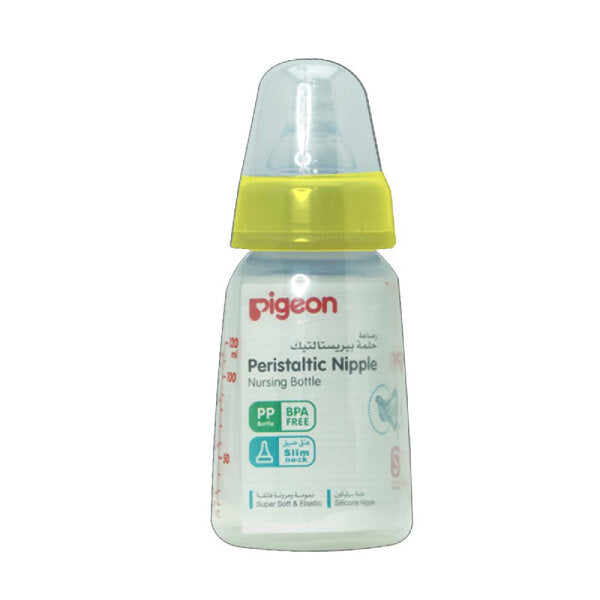 pigeon
رضاعة
حلمة بيريستالتيك
Peristaltic Nipple
Nursing Bottle
PP
Bottle
BPA
FREE
بعنق ضيق
Slim
neck
نعومة ومرونة فائقة
Super Soft & Elastic
حلمة سيليكون
Silicone Nipple
120
ml
100
50